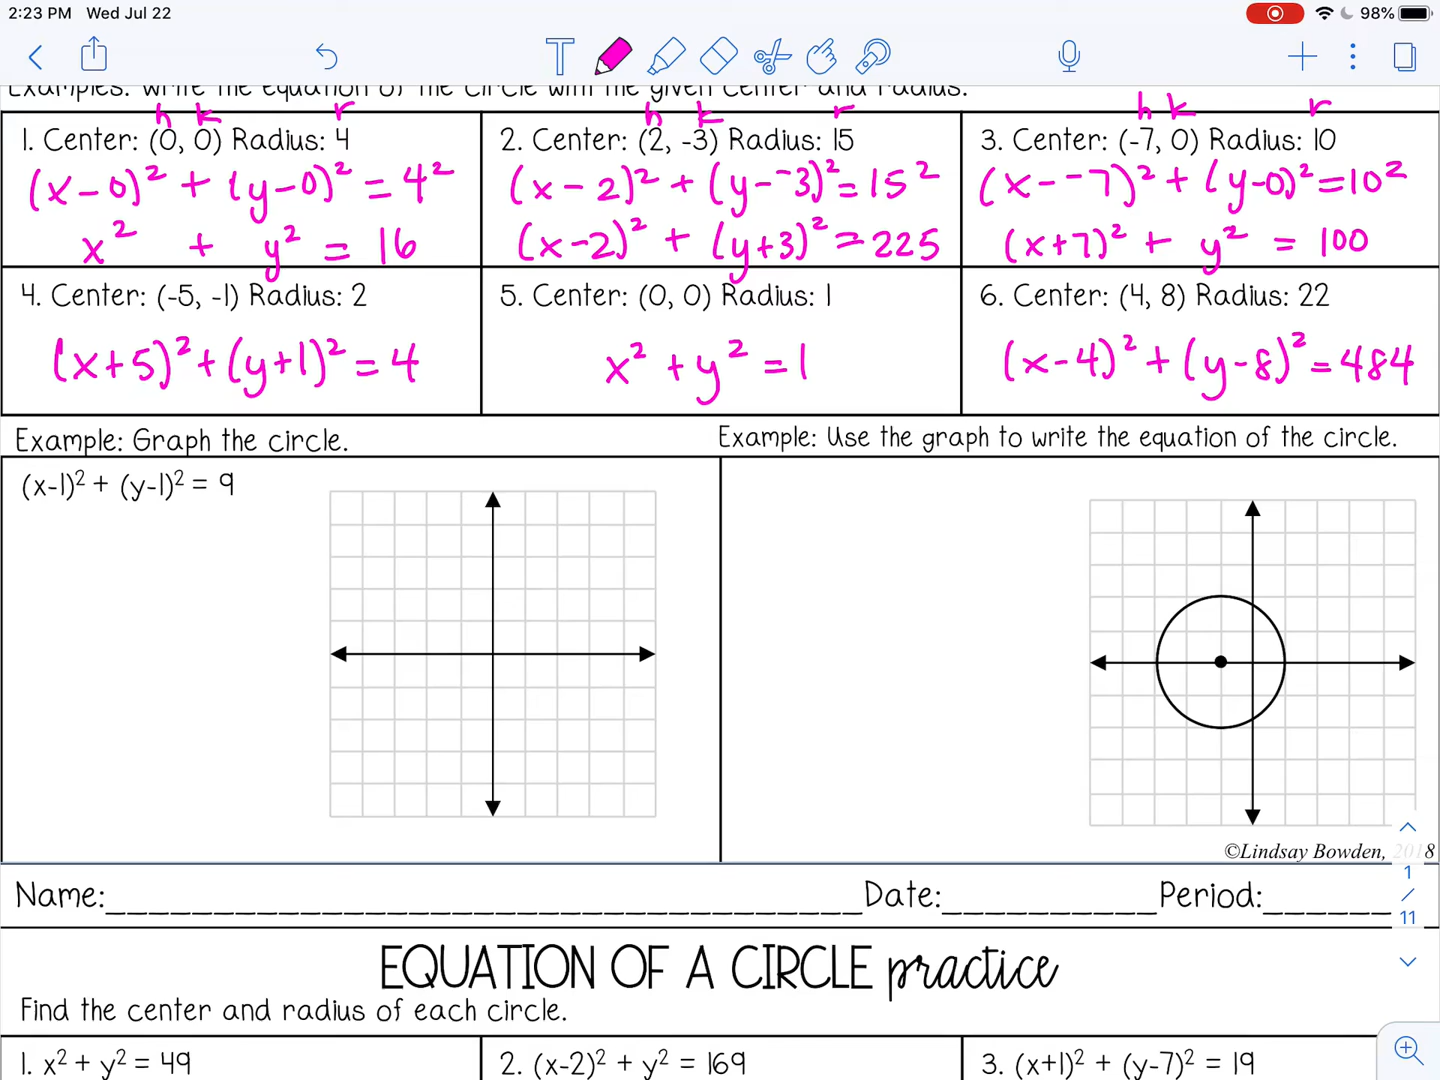 2:23 PM Wed Jul 22 98%
Examples: Write the equation of the circle with the given center and radius.
h k r h k r h k r
1. Center: (0, 0) Radius: 4
(x-0)² + (y-0)² = 4²
x² + y² = 16
2. Center: (2, -3) Radius: 15
(x-2)² + (y--3)² = 15²
(x-2)² + (y+3)² = 225
3. Center: (-7, 0) Radius: 10
(x--7)² + (y-0)² = 10²
(x+7)² + y² = 100
4. Center: (-5, -1) Radius: 2
(x+5)² + (y+1)² = 4
5. Center: (0, 0) Radius: 1
x² + y² = 1
6. Center: (4, 8) Radius: 22
(x-4)² + (y-8)² = 484
Example: Graph the circle.
(x-1)² + (y-1)² = 9
Example: Use the graph to write the equation of the circle.
©Lindsay Bowden, 2018
1
/
11
Name:____________________ Date:__________ Period:______
EQUATION OF A CIRCLE practice
Find the center and radius of each circle.
1. x² + y² = 49
2. (x-2)² + y² = 169
3. (x+1)² + (y-7)² = 19